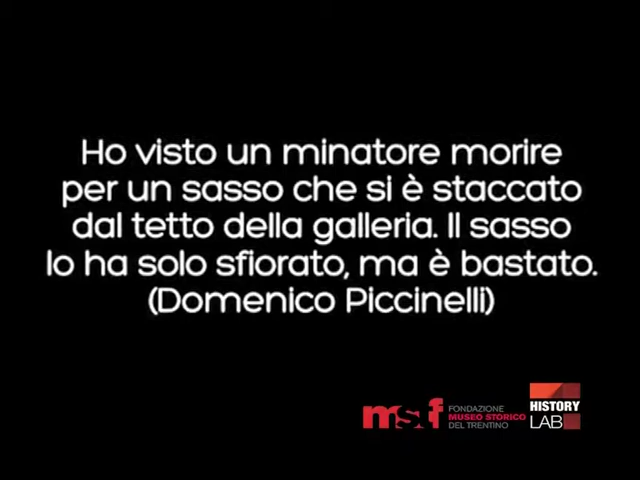 Ho visto un minatore morire
per un sasso che si è staccato
dal tetto della galleria. Il sasso
lo ha solo sfiorato, ma è bastato.
(Domenico Piccinelli)
msf
FONDAZIONE
MUSEO STORICO
DEL TRENTINO
HISTORY
LAB